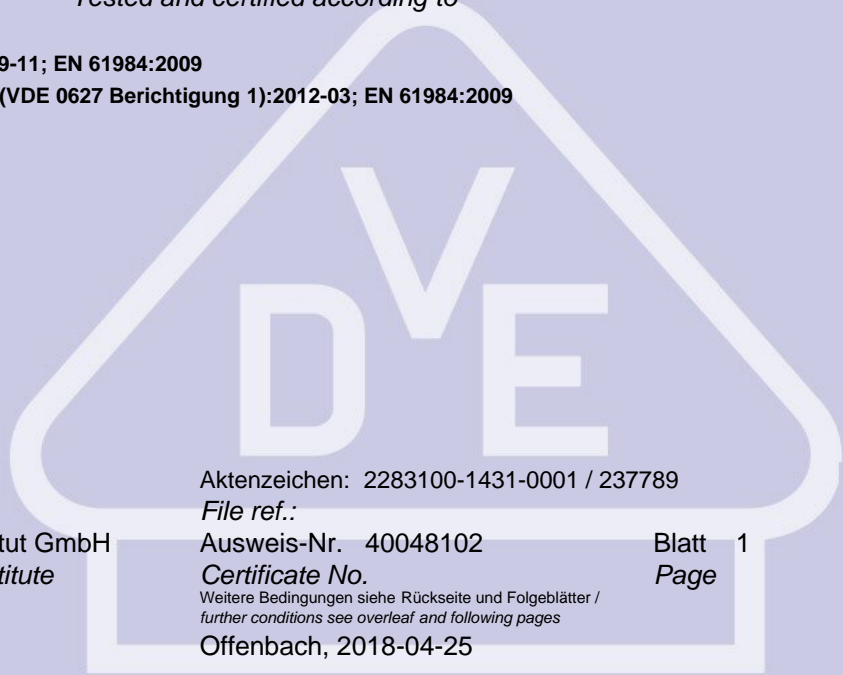 Tested and certified according to
9-11; EN 61984:2009
(VDE 0627 Berichtigung 1):2012-03; EN 61984:2009
VDE
Aktenzeichen: 2283100-1431-0001 / 237789
File ref.:
tut GmbH Ausweis-Nr. 40048102 Blatt 1
titute Certificate No. Page
Weitere Bedingungen siehe Rückseite und Folgeblätter /
further conditions see overleaf and following pages
Offenbach, 2018-04-25